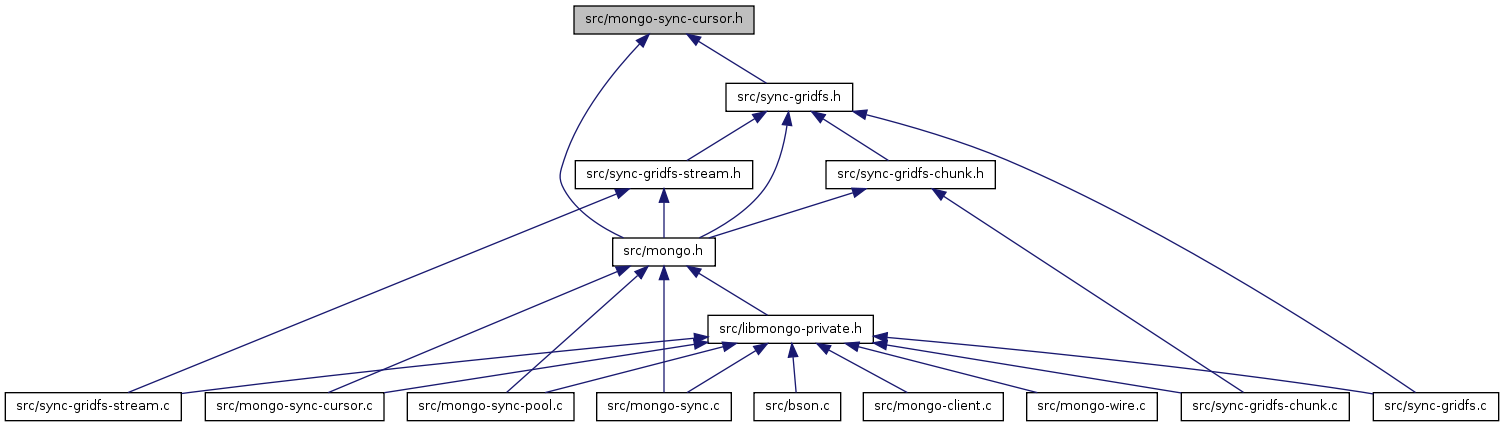 src/mongo-sync-cursor.h
src/sync-gridfs.h
src/sync-gridfs-stream.h
src/sync-gridfs-chunk.h
src/mongo.h
src/libmongo-private.h
src/sync-gridfs-stream.c
src/mongo-sync-cursor.c
src/mongo-sync-pool.c
src/mongo-sync.c
src/bson.c
src/mongo-client.c
src/mongo-wire.c
src/sync-gridfs-chunk.c
src/sync-gridfs.c